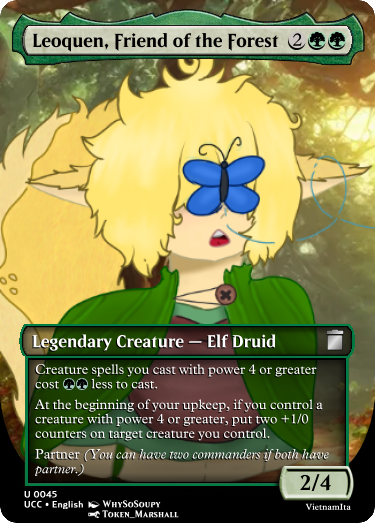 Leoquen, Friend of the Forest 2
Legendary Creature — Elf Druid
Creature spells you cast with power 4 or greater
cost less to cast.
At the beginning of your upkeep, if you control a
creature with power 4 or greater, put two +1/0
counters on target creature you control.
Partner (You can have two commanders if both have
partner.)
2/4
U 0045
UCC • English WhySoSoupy
Token_Marshall
VietnamIta